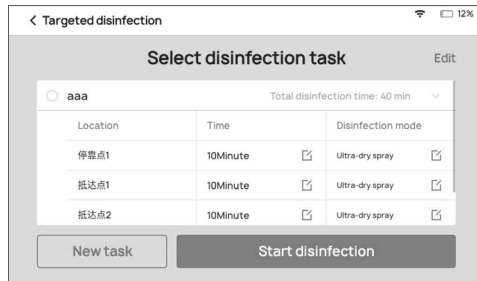 Targeted disinfection 12%
Select disinfection task Edit
aaa Total disinfection time: 40 min
Location Time Disinfection mode
停靠点1 10Minute Ultra-dry spray
抵达点1 10Minute Ultra-dry spray
抵达点2 10Minute Ultra-dry spray
New task Start disinfection